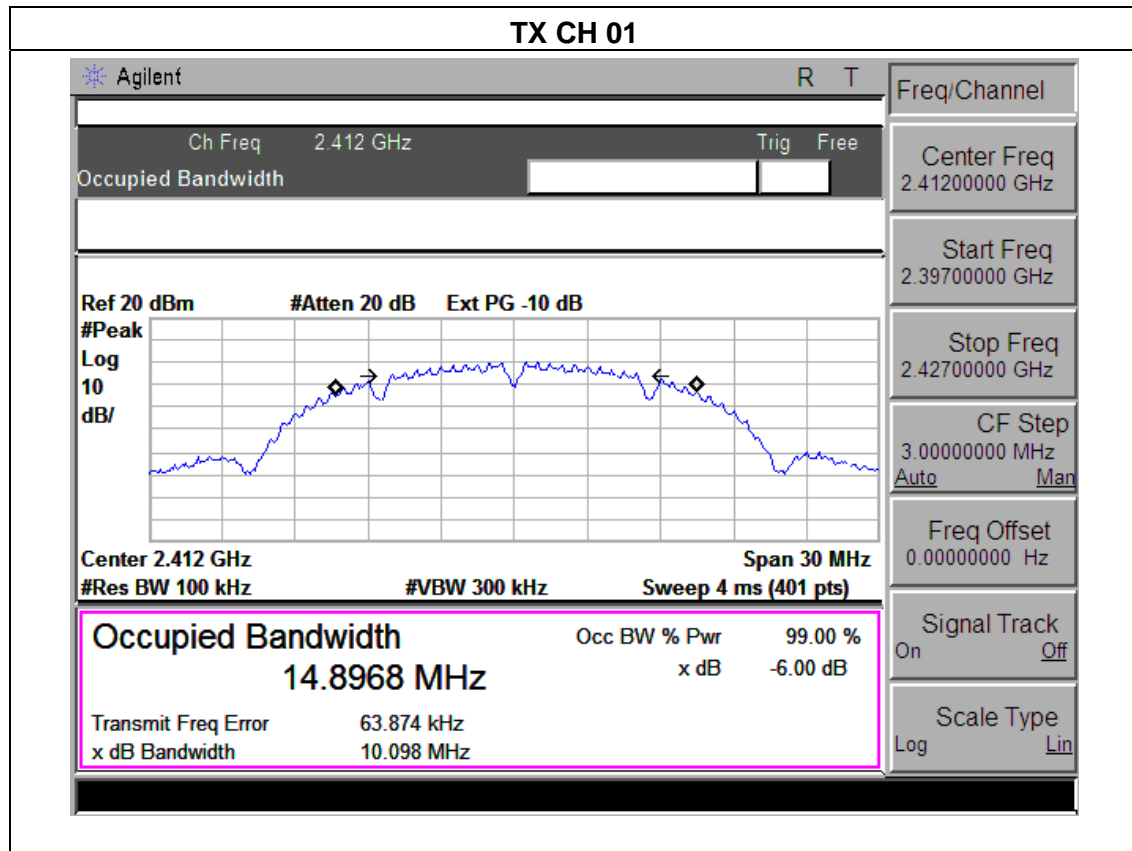 TX CH 01
Agilent R T
Ch Freq 2.412 GHz Trig Free
Occupied Bandwidth
Ref 20 dBm #Atten 20 dB Ext PG -10 dB
#Peak
Log
10
dB/
Center 2.412 GHz Span 30 MHz
#Res BW 100 kHz #VBW 300 kHz Sweep 4 ms (401 pts)
Occupied Bandwidth Occ BW % Pwr 99.00 %
14.8968 MHz x dB -6.00 dB
Transmit Freq Error 63.874 kHz
x dB Bandwidth 10.098 MHz
Freq/Channel
Center Freq
2.41200000 GHz
Start Freq
2.39700000 GHz
Stop Freq
2.42700000 GHz
CF Step
3.00000000 MHz
Auto Man
Freq Offset
0.00000000 Hz
Signal Track
On Off
Scale Type
Log Lin